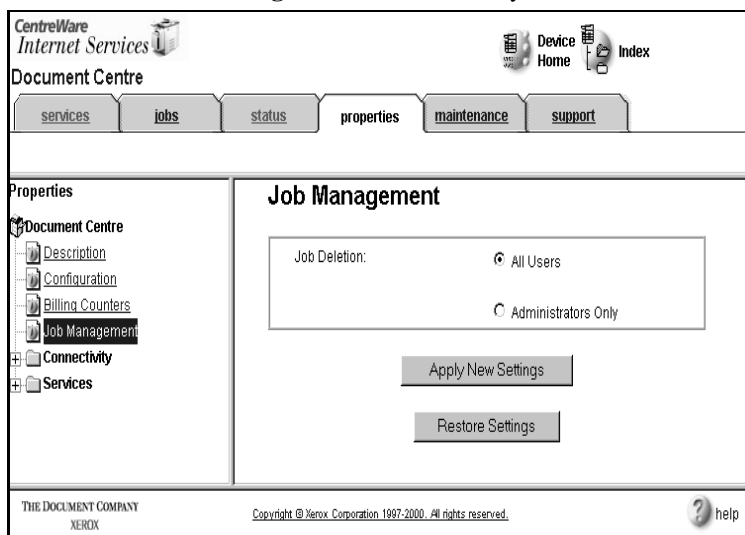 CentreWare
Internet Services
Device
Home
Index
Document Centre
services
jobs
status
properties
maintenance
support
Properties
Document Centre
Description
Configuration
Billing Counters
Job Management
Connectivity
Services
Job Management
Job Deletion:
All Users
Administrators Only
Apply New Settings
Restore Settings
THE DOCUMENT COMPANY
XEROX
Copyright © Xerox Corporation 1997-2000. All rights reserved.
help